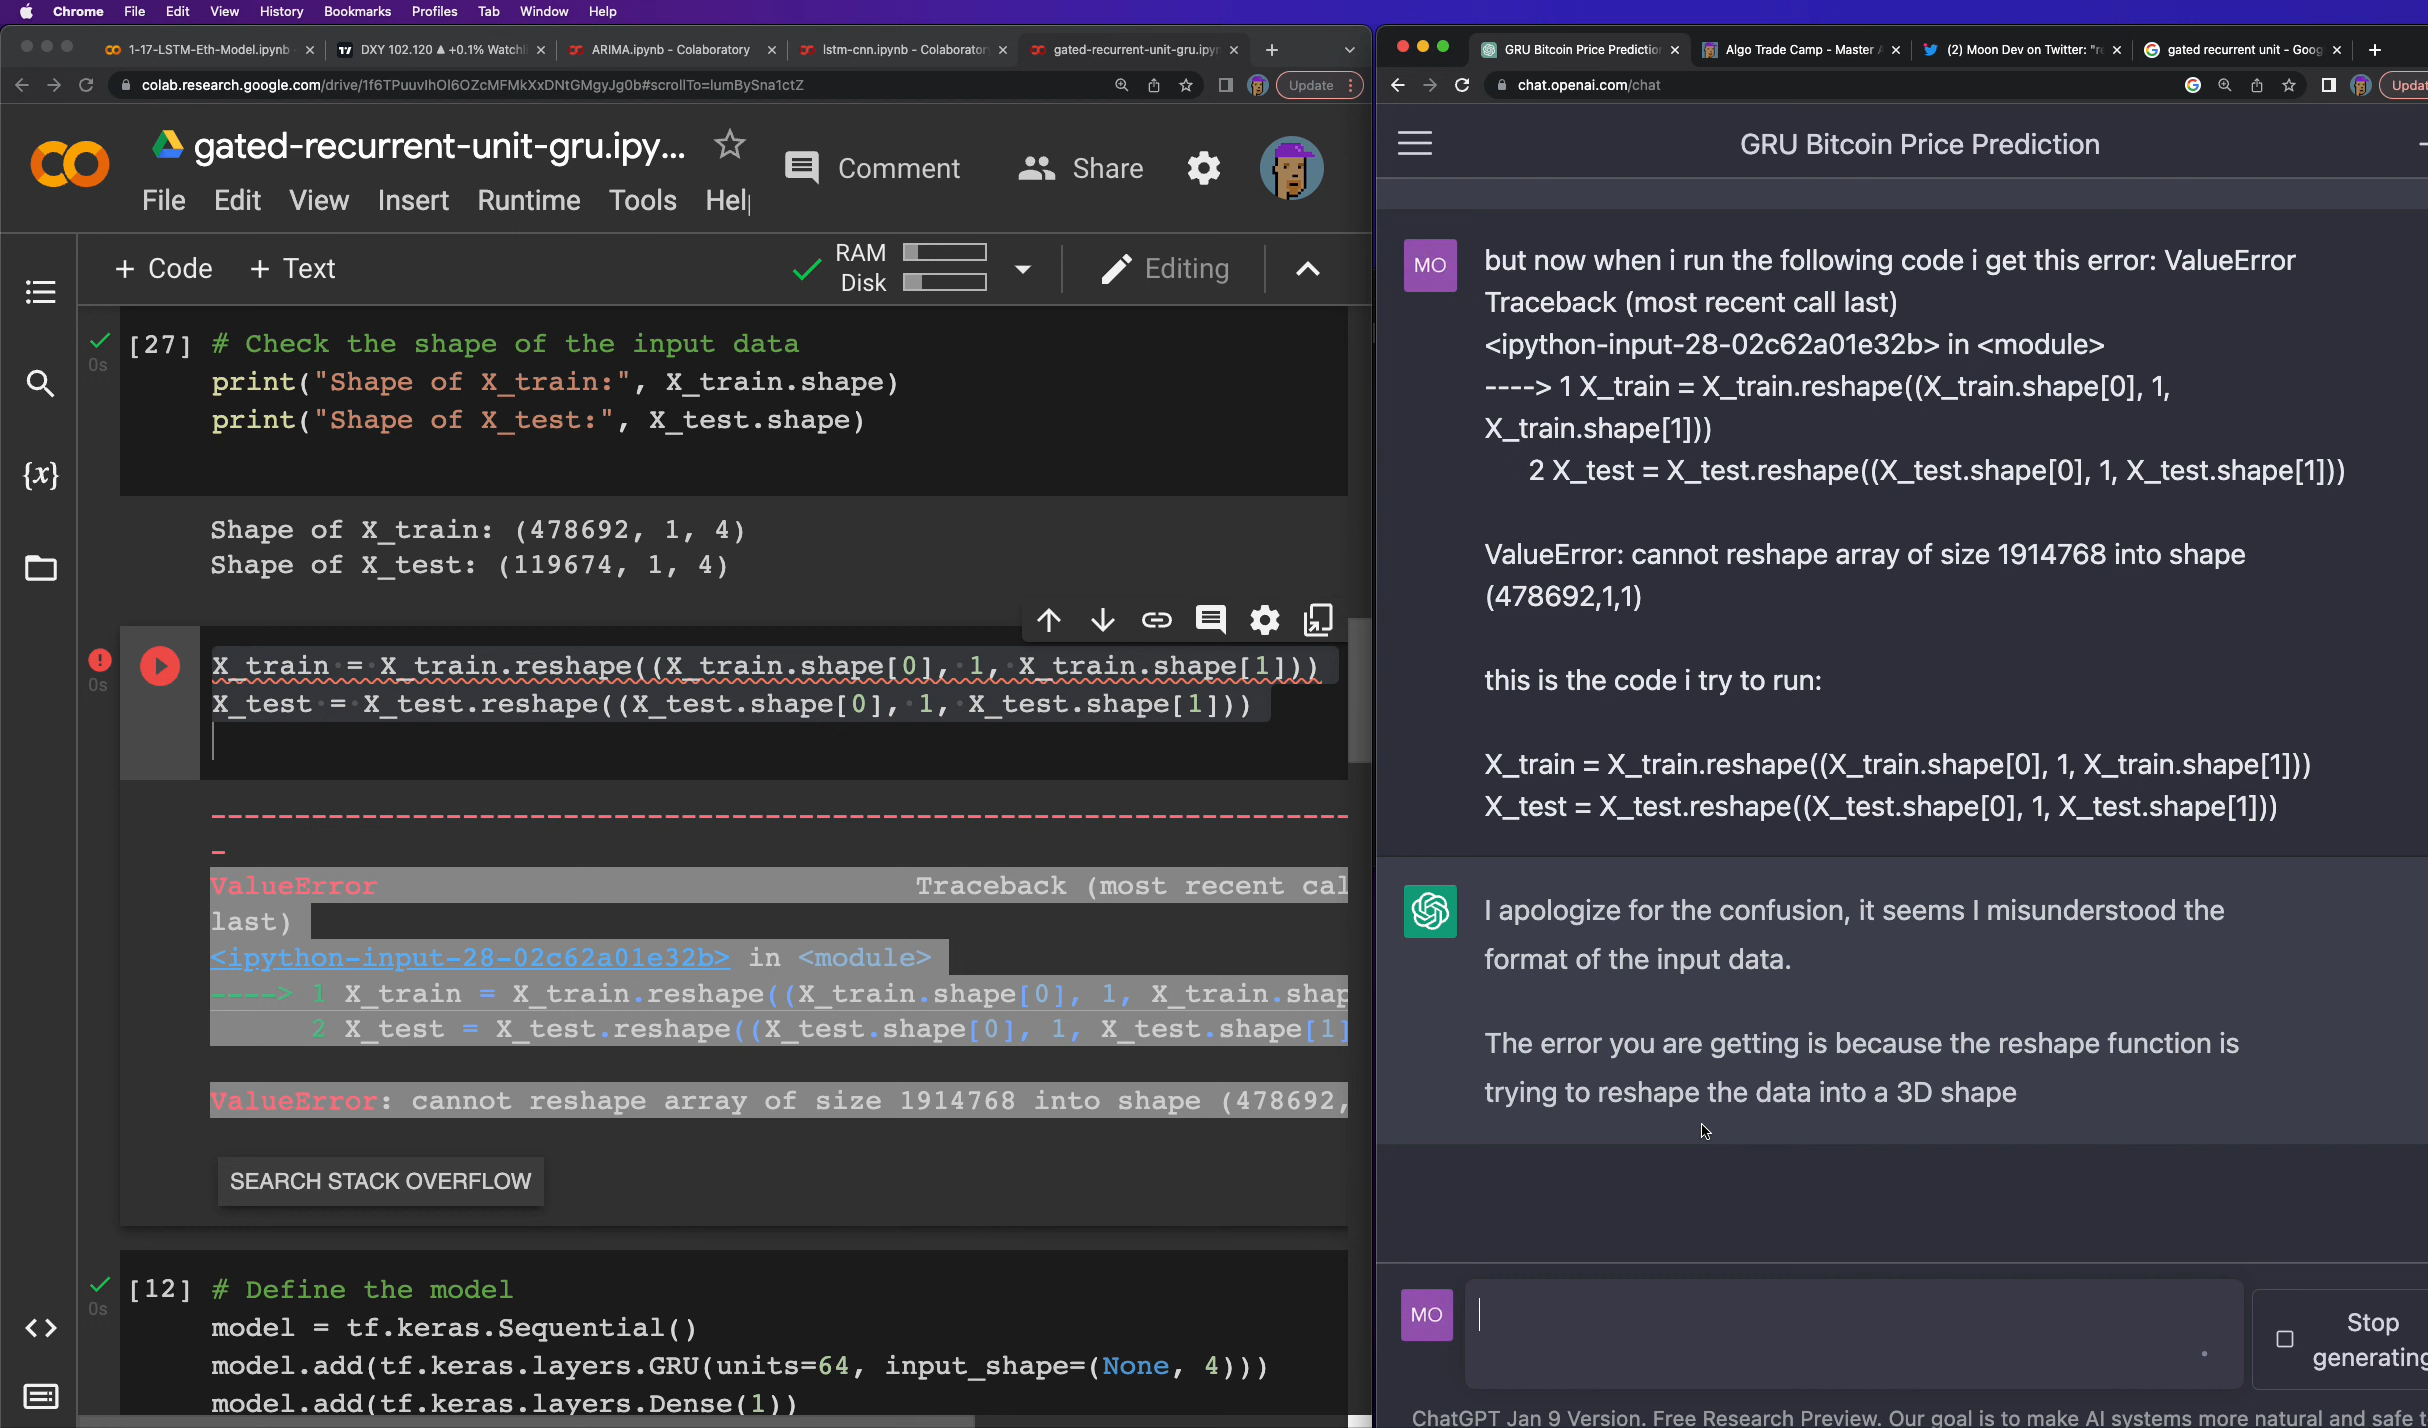 Chrome File Edit View History Bookmarks Profiles Tab Window Help
1-17-LSTM-Eth-Model.ipynb
DXY 102.120 ▲ +0.1% Watchli
ARIMA.ipynb - Colaboratory
lstm-cnn.ipynb - Colaborator
gated-recurrent-unit-gru.ipyn
colab.research.google.com/drive/1f6TPuuvIhOl6OZcMFMkXxDNtGMgyJg0b#scrollTo=lumBySna1ctZ
Update
gated-recurrent-unit-gru.ipy...
Comment
Share
File Edit View Insert Runtime Tools Hel
+ Code + Text
RAM
Disk
Editing
[27] # Check the shape of the input data
0s
print("Shape of X_train:", X_train.shape)
print("Shape of X_test:", X_test.shape)
Shape of X_train: (478692, 1, 4)
Shape of X_test: (119674, 1, 4)
{x}
X_train = X_train.reshape((X_train.shape[0], 1, X_train.shape[1]))
0s
X_test = X_test.reshape((X_test.shape[0], 1, X_test.shape[1]))
---------------------------------------------------------------------
-
ValueError Traceback (most recent cal
last)
<ipython-input-28-02c62a01e32b> in <module>
----> 1 X_train = X_train.reshape((X_train.shape[0], 1, X_train.shap
2 X_test = X_test.reshape((X_test.shape[0], 1, X_test.shape[1]
ValueError: cannot reshape array of size 1914768 into shape (478692,
SEARCH STACK OVERFLOW
[12] # Define the model
0s
model = tf.keras.Sequential()
model.add(tf.keras.layers.GRU(units=64, input_shape=(None, 4)))
model.add(tf.keras.layers.Dense(1))
GRU Bitcoin Price Predictio
Algo Trade Camp - Master A
(2) Moon Dev on Twitter: "re
gated recurrent unit - Goog
chat.openai.com/chat
Updat
GRU Bitcoin Price Prediction
MO
but now when i run the following code i get this error: ValueError
Traceback (most recent call last)
<ipython-input-28-02c62a01e32b> in <module>
----> 1 X_train = X_train.reshape((X_train.shape[0], 1,
X_train.shape[1]))
2 X_test = X_test.reshape((X_test.shape[0], 1, X_test.shape[1]))
ValueError: cannot reshape array of size 1914768 into shape
(478692,1,1)
this is the code i try to run:
X_train = X_train.reshape((X_train.shape[0], 1, X_train.shape[1]))
X_test = X_test.reshape((X_test.shape[0], 1, X_test.shape[1]))
I apologize for the confusion, it seems I misunderstood the
format of the input data.
The error you are getting is because the reshape function is
trying to reshape the data into a 3D shape
MO
Stop
generating
ChatGPT Jan 9 Version. Free Research Preview. Our goal is to make AI systems more natural and safe t